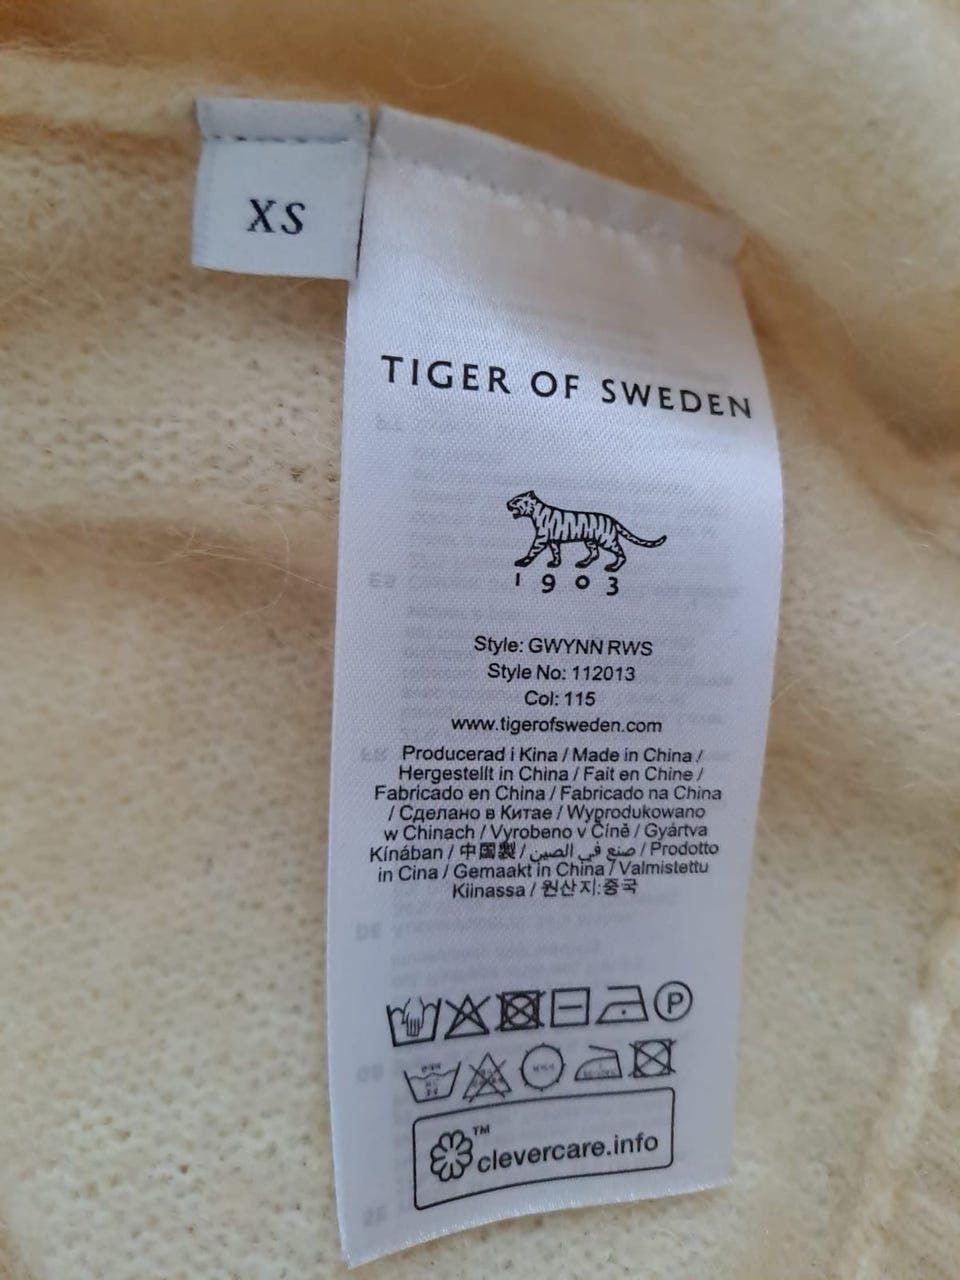 XS
TIGER OF SWEDEN
1903
Style: GWYNN RWS
Style No: 112013
Col: 115
www.tigerofsweden.com
Producerad i Kina / Made in China /
Hergestellt in China / Fait en Chine /
Fabricado en China / Fabricado na China
/ Сделано в Китае / Wyprodukowano
w Chinach / Vyrobeno v Číně / Gyártva
Kínában / 中国製 / صنع في الصين / Prodotto
in Cina / Gemaakt in China / Valmistettu
Kiinassa / 원산지:중국
P
TM
clevercare.info